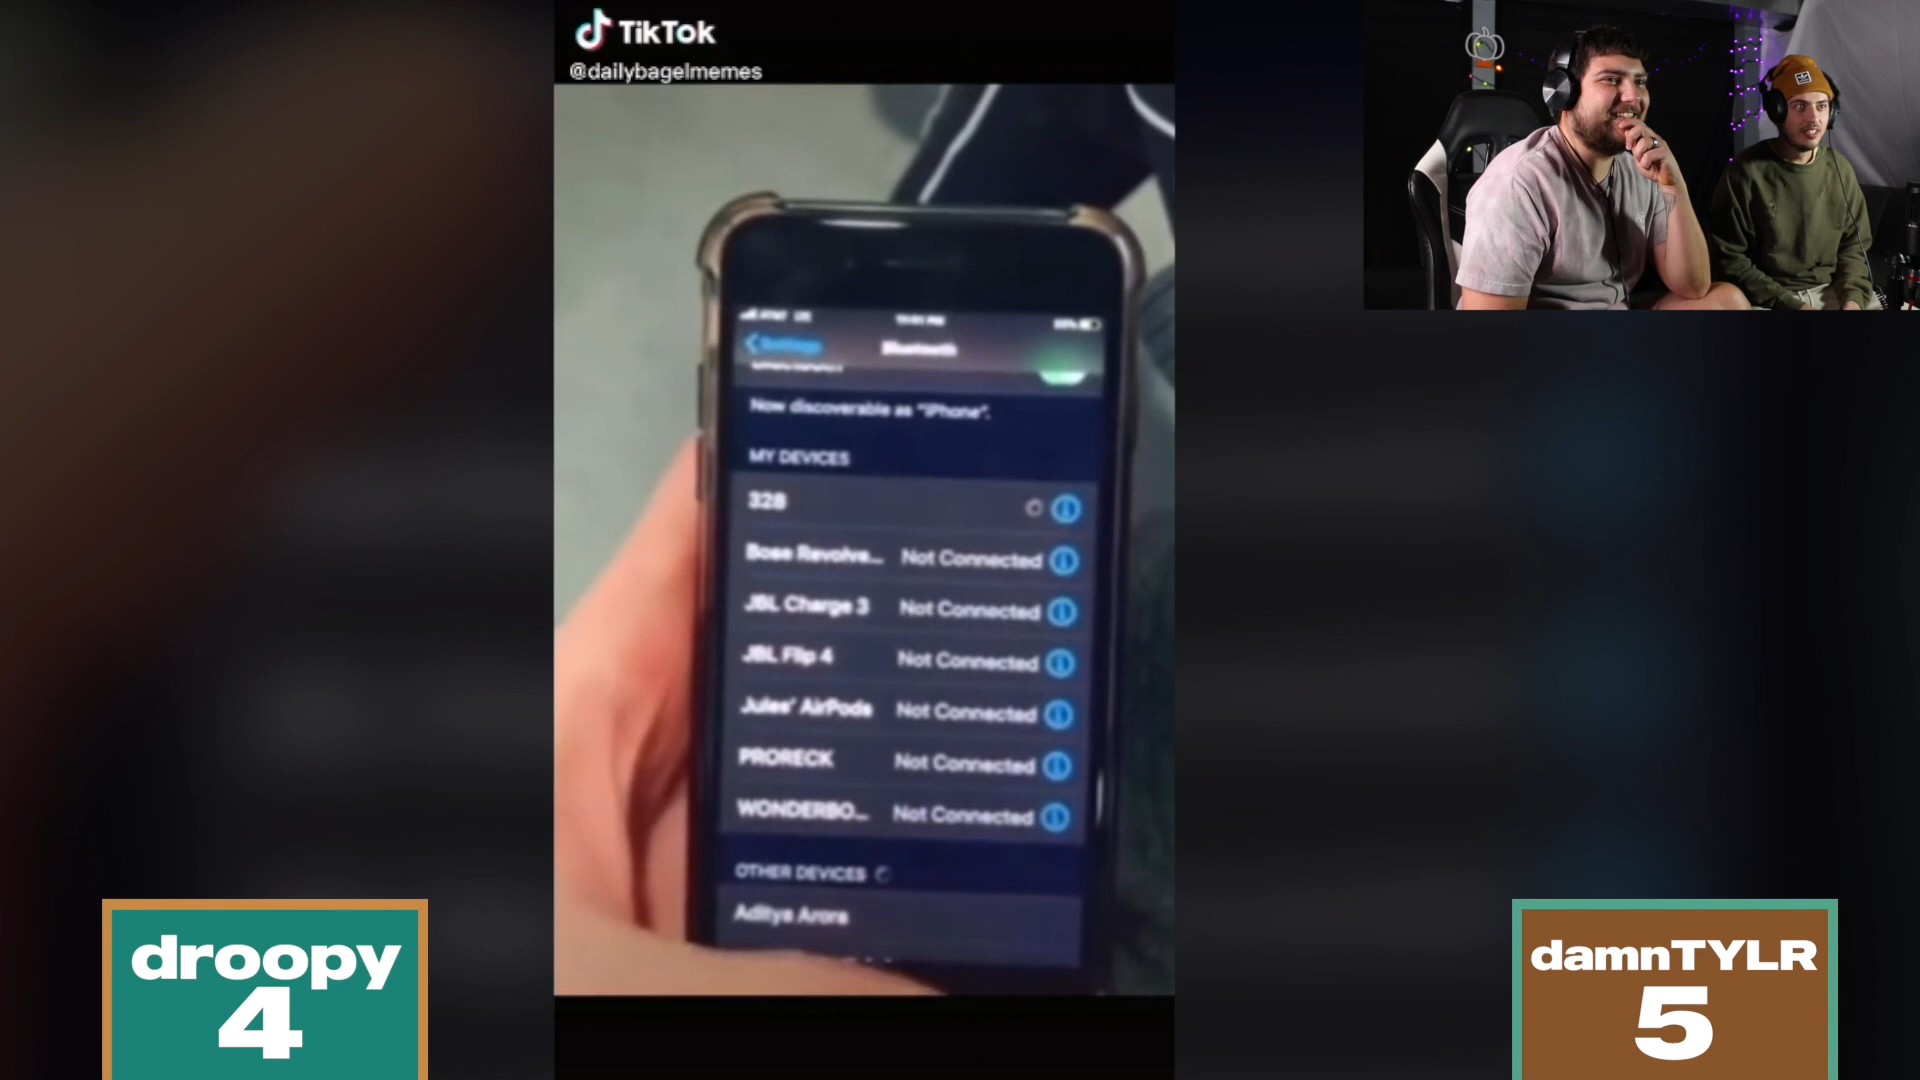 TikTok
@dailybagelmemes
Settings
Bluetooth
Now discoverable as "iPhone".
MY DEVICES
328
Bose Revolve... Not Connected
JBL Charge 3 Not Connected
JBL Flip 4 Not Connected
Jules' AirPods Not Connected
PRORECK Not Connected
WONDERBO... Not Connected
OTHER DEVICES
Aditya Arora
droopy
4
damnTYLR
5